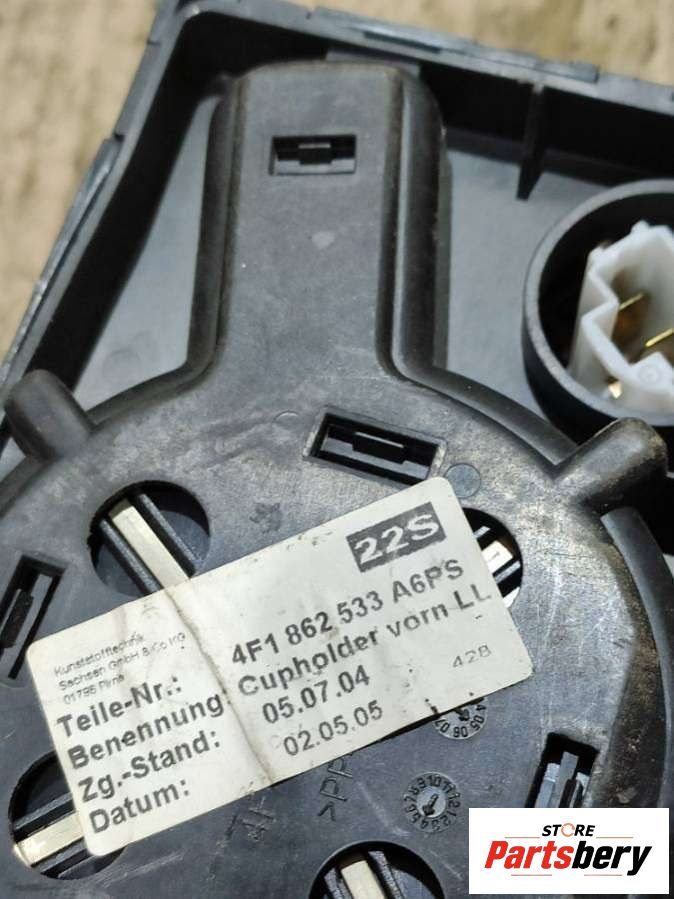 22S
Kunststofftechnik
Sachsen GmbH & Co KG
01796 Pirna
Teile-Nr.: 4F1 862 533 A6PS
Benennung: Cupholder vorn LL
Zg.-Stand: 05.07.04
Datum: 02.05.05
428
>PP
STORE
Partsbery